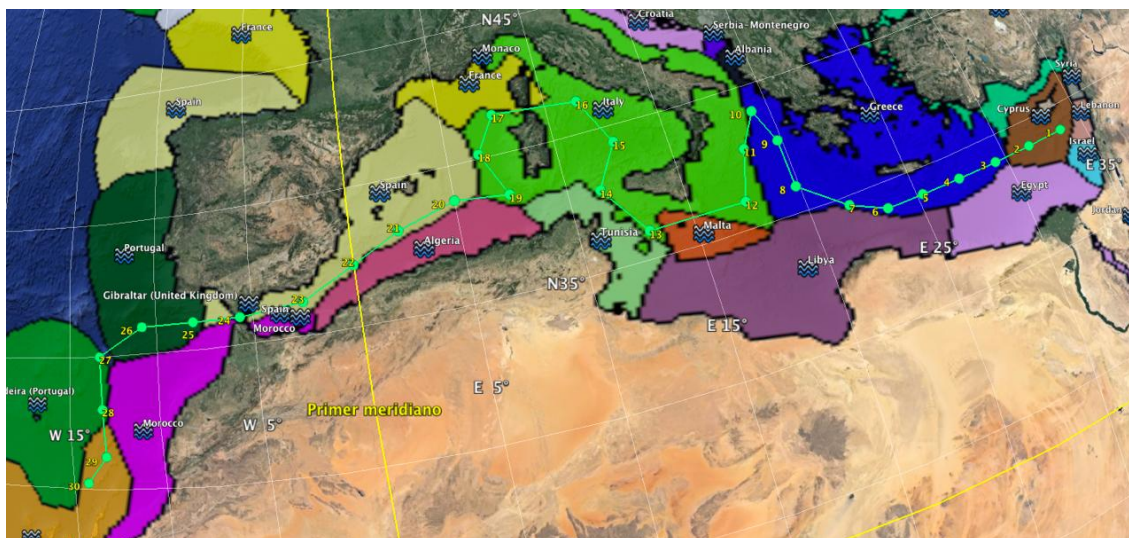 N45°
Croatia
France
Serbia-Montenegro
Monaco
Albania
Syria
France
Spain
Italy
Greece
Cyprus
Lebanon
16
17
10
1
15
9
2
Israel
11
18
3
E 35°
Spain
4
8
Egypt
14
5
20
19
12
7
6
Jordan
21
13
Malta
Tunisia
Algeria
E 25°
Portugal
22
Libya
N35°
Gibraltar (United Kingdom)
23
Spain
24
26
25
Morocco
E 15°
27
E 5°
deira (Portugal)
28
Primer meridiano
Morocco
W 5°
W 15°
29
30